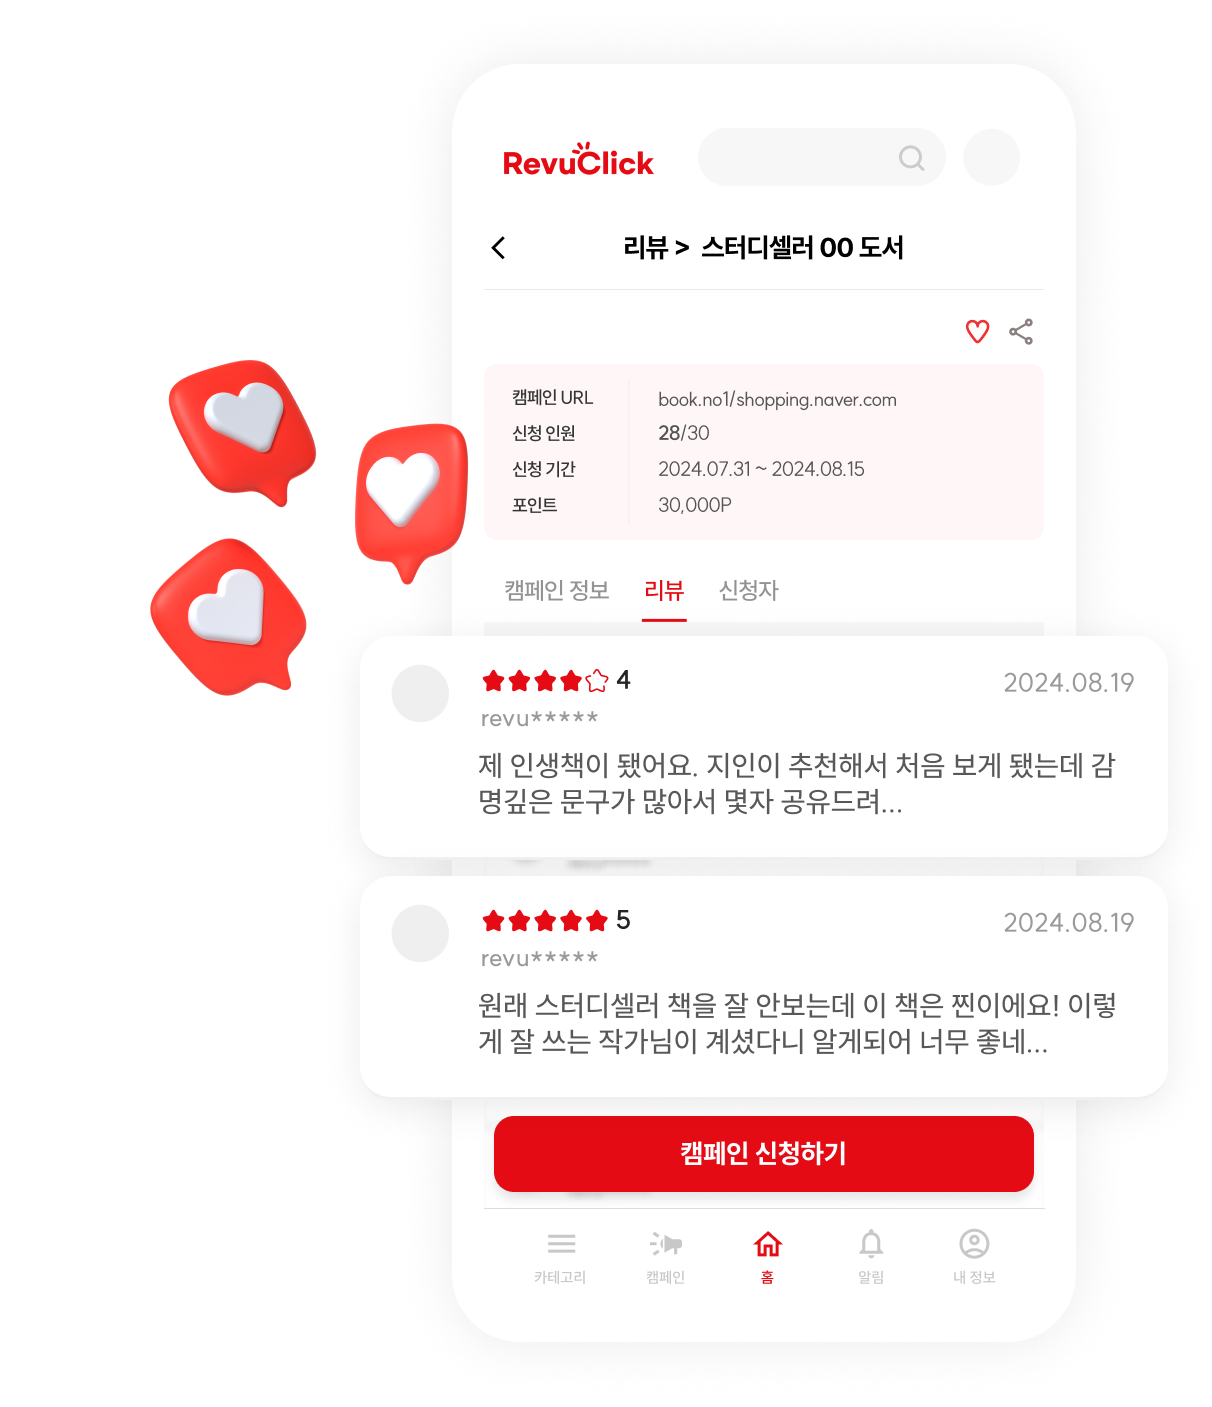 RevuClick
리뷰 > 스터디셀러 00 도서
캠페인 URL book.no1/shopping.naver.com
신청 인원 28/30
신청 기간 2024.07.31 ~ 2024.08.15
포인트 30,000P
캠페인 정보 리뷰 신청자
4 2024.08.19
revu*****
제 인생책이 됐어요. 지인이 추천해서 처음 보게 됐는데 감
명깊은 문구가 많아서 몇자 공유드려...
5 2024.08.19
revu*****
원래 스터디셀러 책을 잘 안보는데 이 책은 찐이에요! 이렇
게 잘 쓰는 작가님이 계셨다니 알게되어 너무 좋네...
캠페인 신청하기
카테고리 캠페인 홈 알림 내 정보